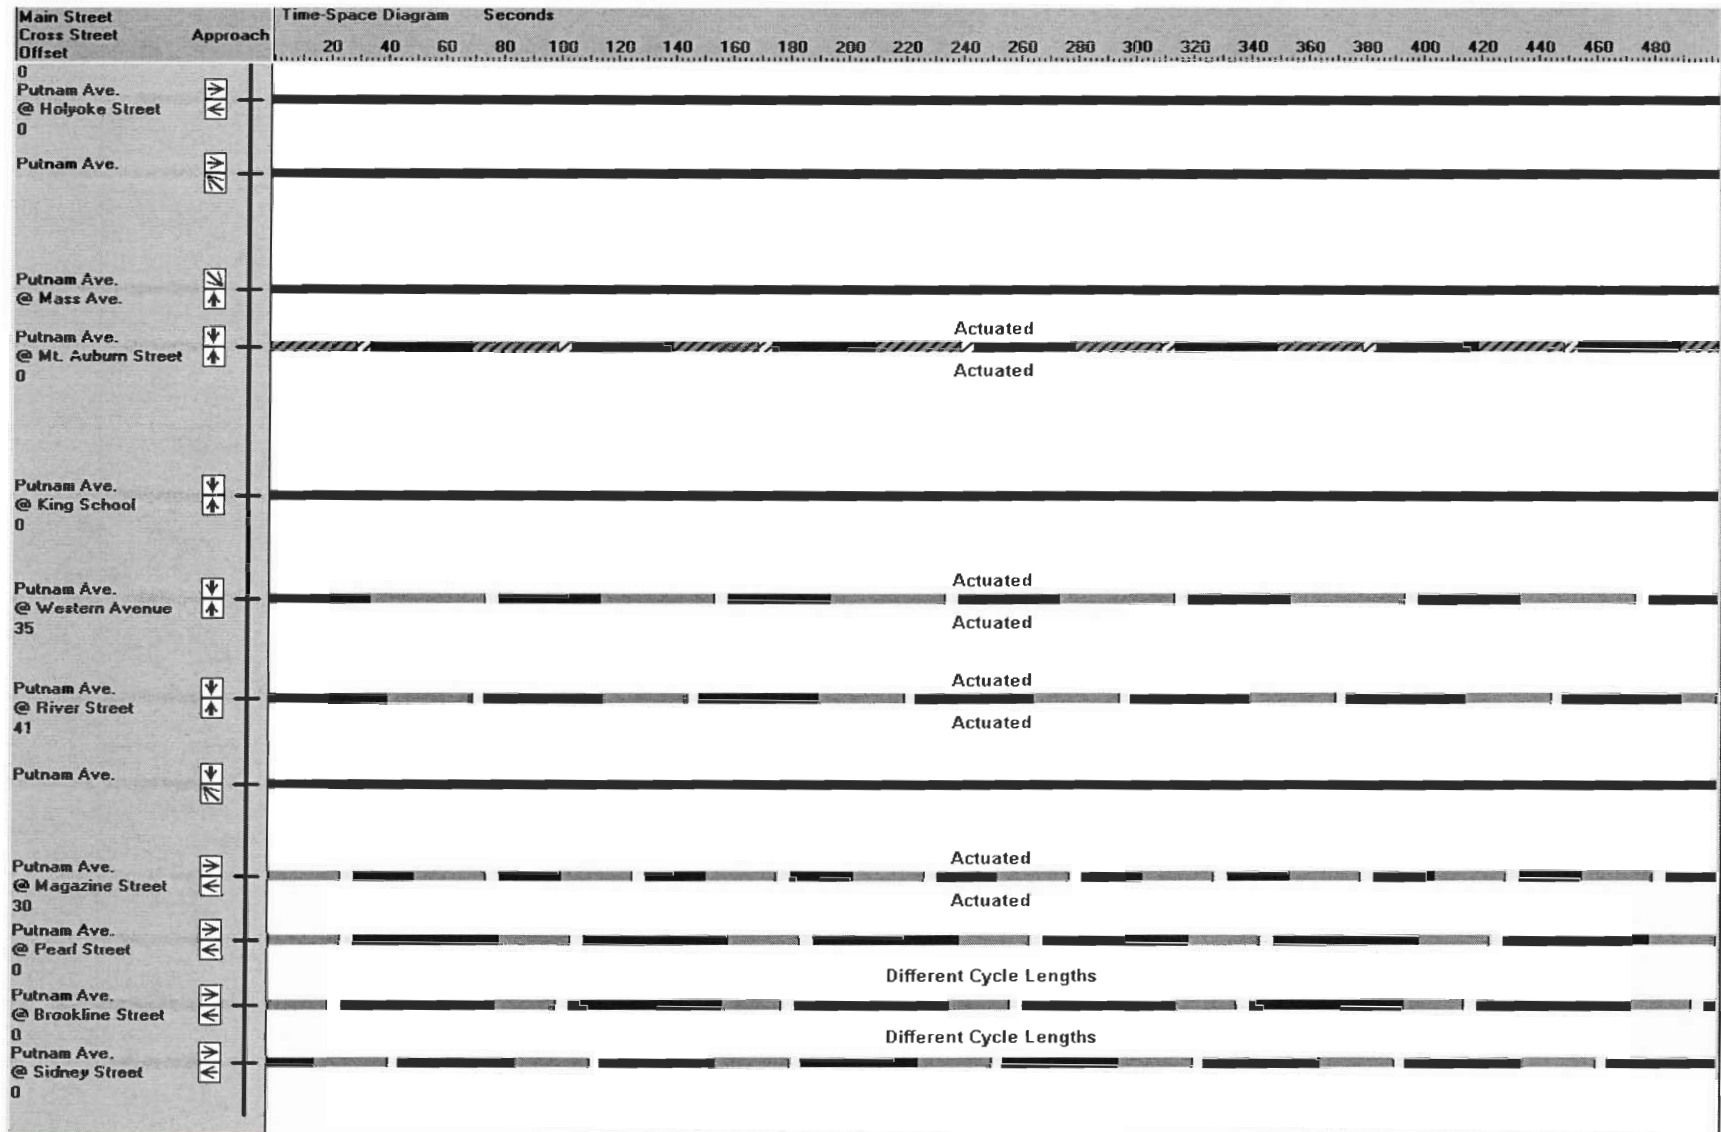 Main Street Time-Space Diagram Seconds
Cross Street Approach
Offset 20 40 60 80 100 120 140 160 180 200 220 240 260 280 300 320 340 360 380 400 420 440 460 480
0
Putnam Ave.
@ Holyoke Street
0
Putnam Ave.
Putnam Ave.
@ Mass Ave.
Putnam Ave. Actuated
@ Mt. Auburn Street
0 Actuated
Putnam Ave.
@ King School
0
Putnam Ave. Actuated
@ Western Avenue
35 Actuated
Putnam Ave. Actuated
@ River Street
41 Actuated
Putnam Ave.
Putnam Ave. Actuated
@ Magazine Street
30 Actuated
Putnam Ave.
@ Pearl Street
0 Different Cycle Lengths
Putnam Ave.
@ Brookline Street
0 Different Cycle Lengths
Putnam Ave.
@ Sidney Street
0